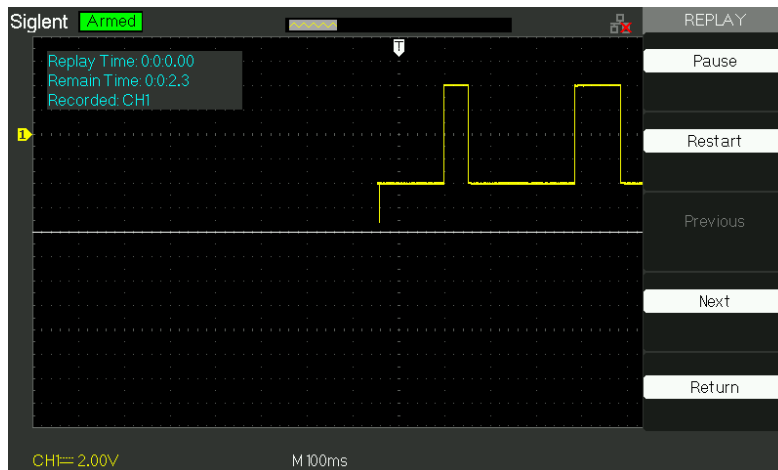 Siglent Armed
T
REPLAY
Replay Time: 0:0:0.00
Remain Time: 0:0:2.3
Recorded: CH1
1
Pause
Restart
Previous
Next
Return
CH1 2.00V
M 100ms